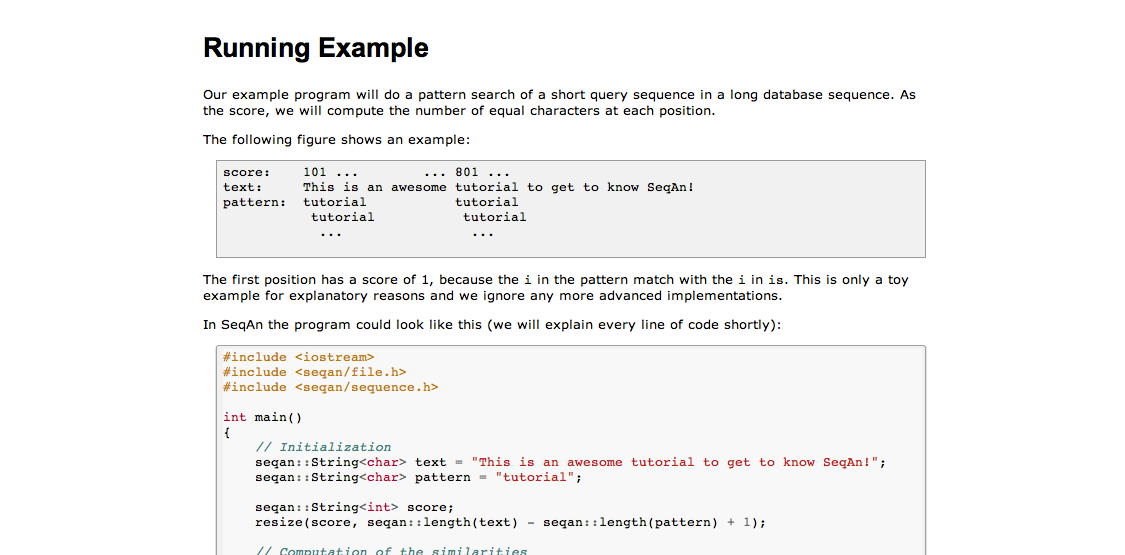 Running Example
Our example program will do a pattern search of a short query sequence in a long database sequence. As
the score, we will compute the number of equal characters at each position.
The following figure shows an example:
score:    101 ...        ... 801 ...
text:     This is an awesome tutorial to get to know SeqAn!
pattern:  tutorial           tutorial
           tutorial           tutorial
            ...                ...
The first position has a score of 1, because the i in the pattern match with the i in is. This is only a toy
example for explanatory reasons and we ignore any more advanced implementations.
In SeqAn the program could look like this (we will explain every line of code shortly):
#include <iostream>
#include <seqan/file.h>
#include <seqan/sequence.h>
int main()
{
    // Initialization
    seqan::String<char> text = "This is an awesome tutorial to get to know SeqAn!";
    seqan::String<char> pattern = "tutorial";
    seqan::String<int> score;
    resize(score, seqan::length(text) - seqan::length(pattern) + 1);
    // Computation of the similarities